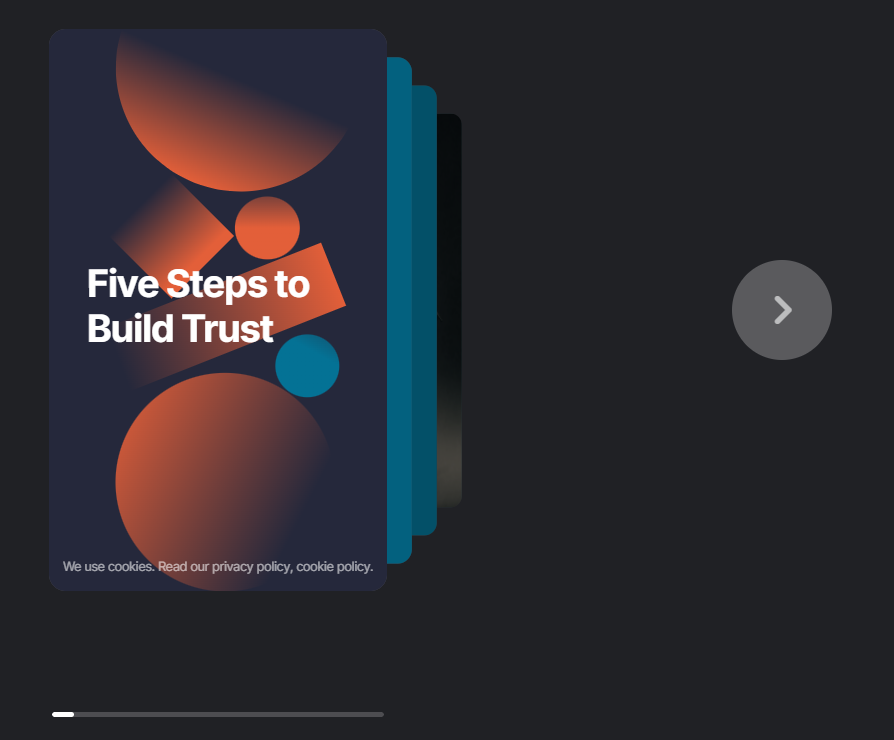 Five Steps to
Build Trust
We use cookies. Read our privacy policy, cookie policy.